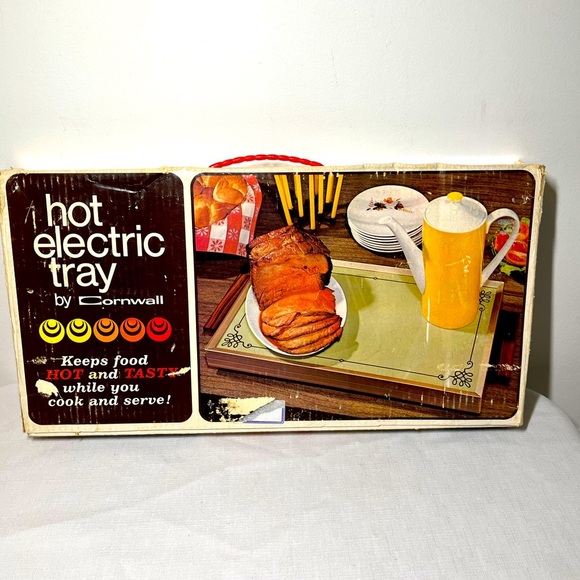 hot
electric
tray
by Cornwall
Keeps food
HOT and TASTY
while you
cook and serve!